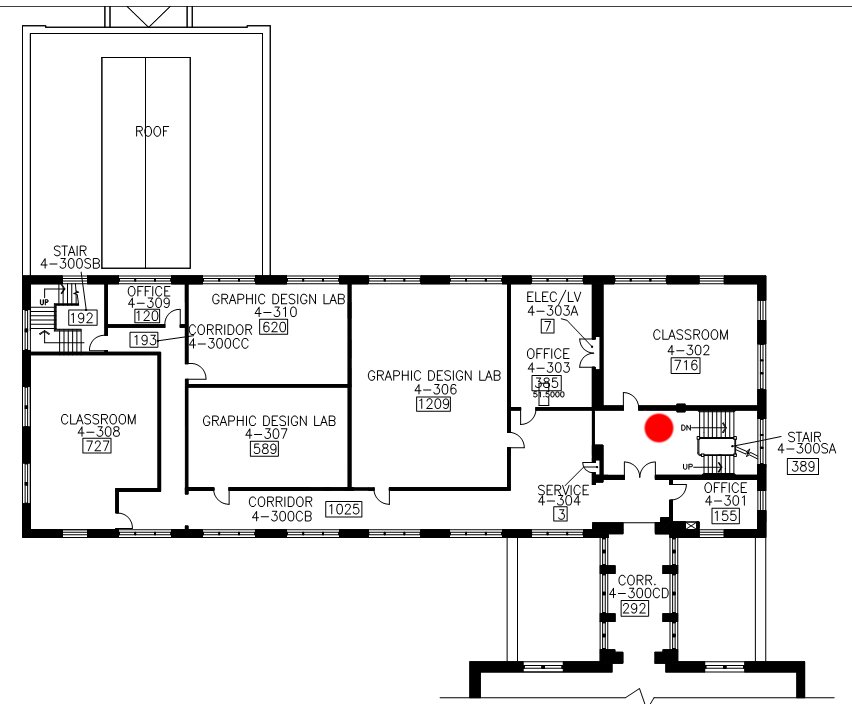 ROOF
STAIR
4-300SB
UP
192
OFFICE
4-309
120
193
CORRIDOR
4-300CC
GRAPHIC DESIGN LAB
4-310
620
ELEC/LV
4-303A
7
OFFICE
4-303
385
51.5000
CLASSROOM
4-302
716
GRAPHIC DESIGN LAB
4-306
1209
CLASSROOM
4-308
727
GRAPHIC DESIGN LAB
4-307
589
DN
UP
STAIR
4-300SA
389
SERVICE
4-304
3
OFFICE
4-301
155
CORRIDOR
4-300CB
1025
CORR.
4-300CD
292